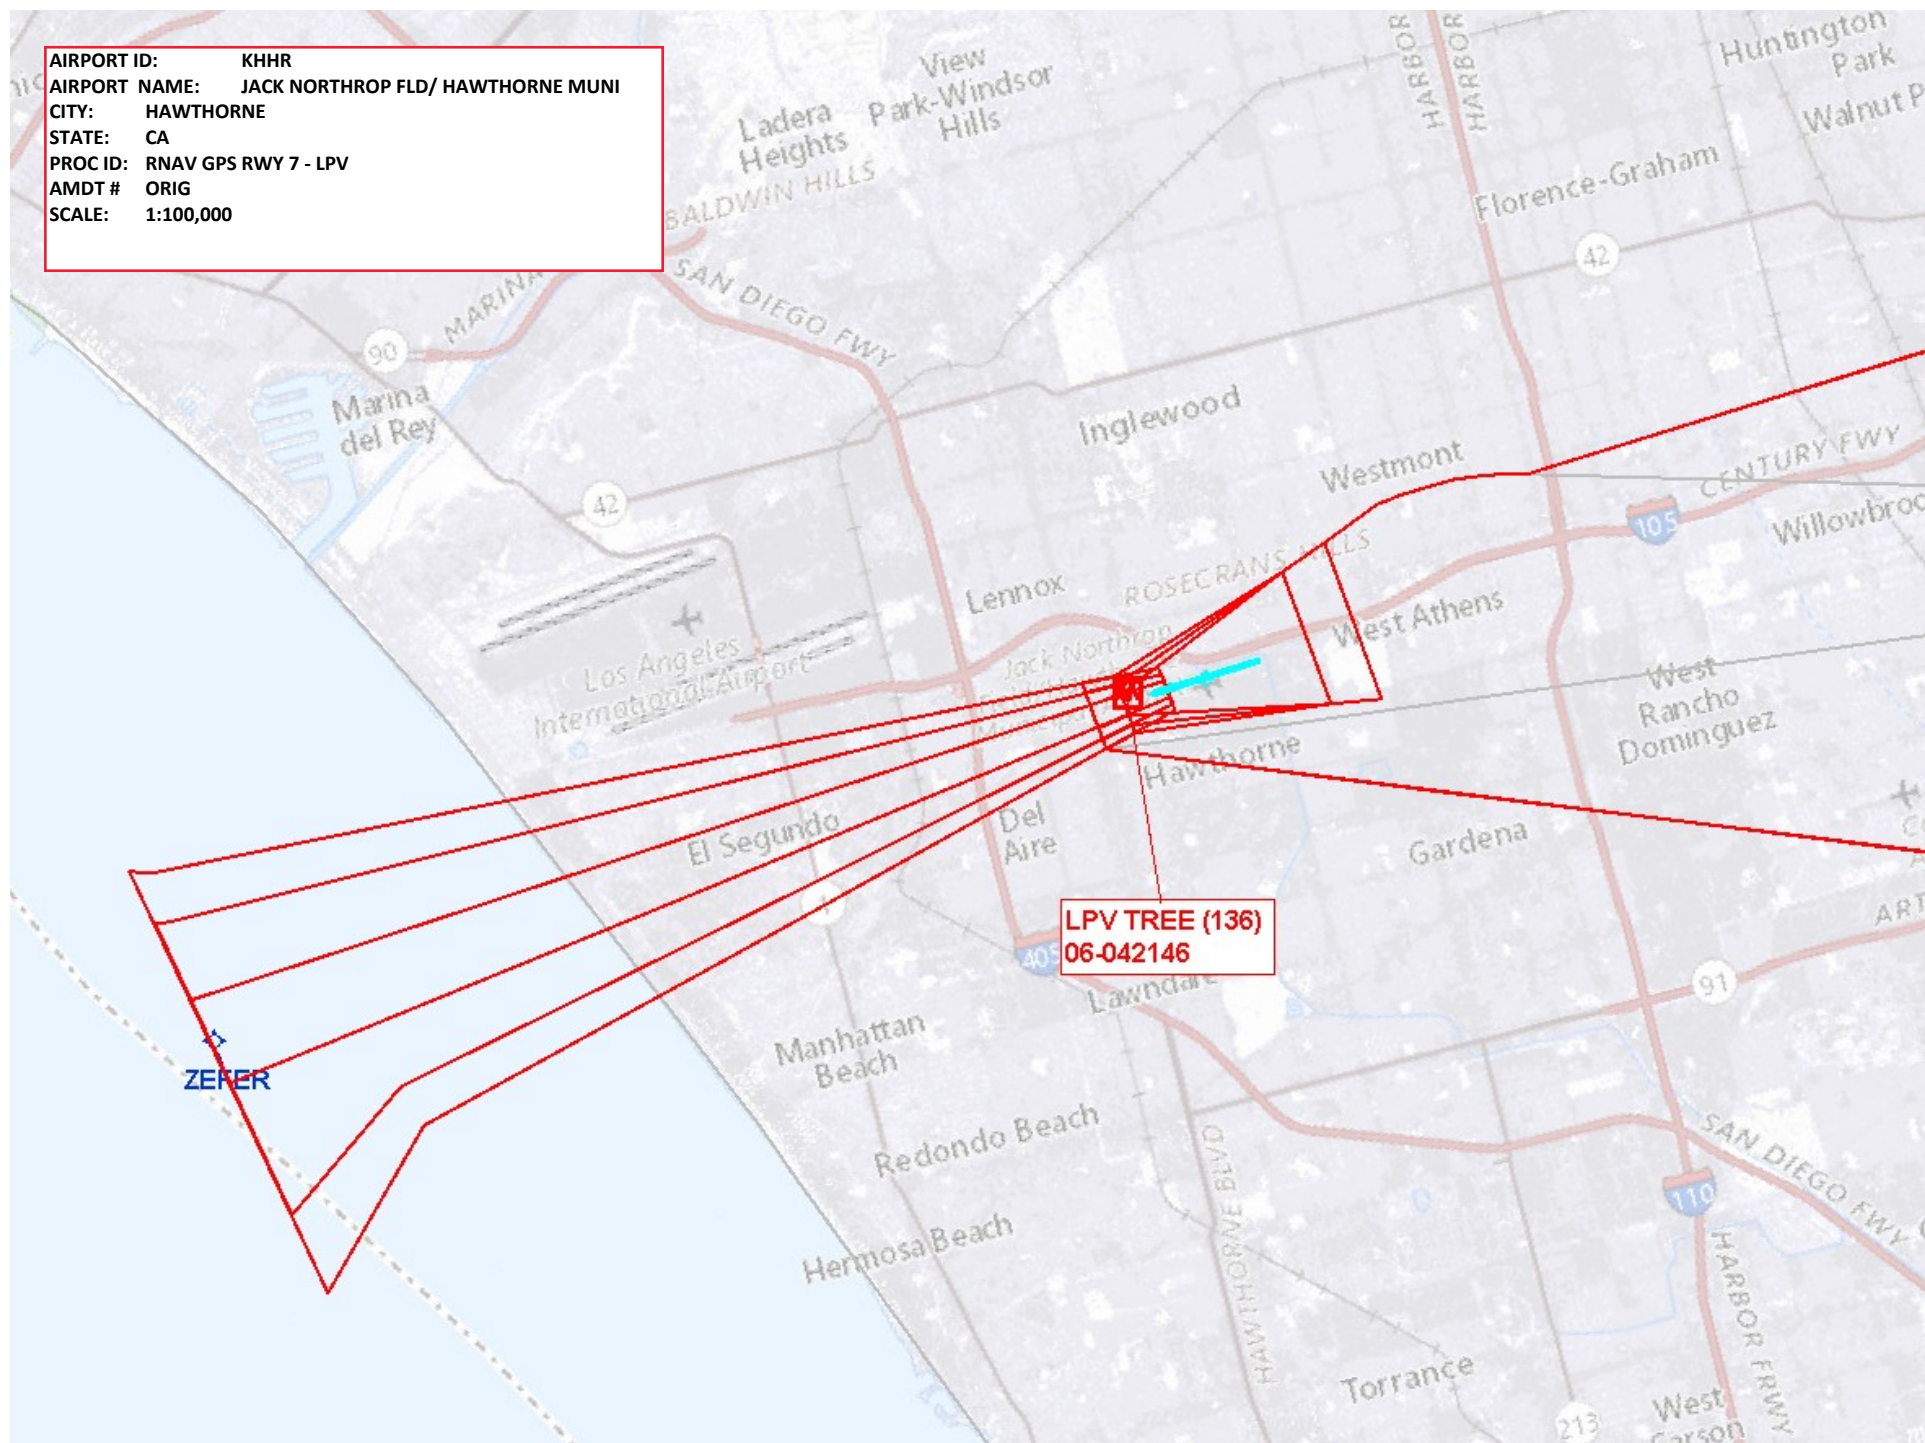 AIRPORT ID: KHHR
AIRPORT NAME: JACK NORTHROP FLD/ HAWTHORNE MUNI
CITY: HAWTHORNE
STATE: CA
PROC ID: RNAV GPS RWY 7 - LPV
AMDT # ORIG
SCALE: 1:100,000
View
Park-Windsor
Hills
Ladera
Heights
BALDWIN HILLS
HARBOR
HARBOR
Huntington
Park
Walnut P
Florence-Graham
42
SAN DIEGO FWY
MARINA
90
Marina
del Rey
42
Inglewood
Westmont
CENTURY FWY
105
Willowbroo
ROSECRANS HILLS
Lennox
West Athens
Jack Northrop
Los Angeles
International Airport
West
Rancho
Dominguez
Hawthorne
Del
Aire
El Segundo
Gardena
1
LPV TREE (136)
06-042146
405
Lawndale
91
ART
ZEFER
Manhattan
Beach
Redondo Beach
HAWTHORNE BLVD
SAN DIEGO FWY
110
Hermosa Beach
HARBOR FRWY
Torrance
213
West
Carson